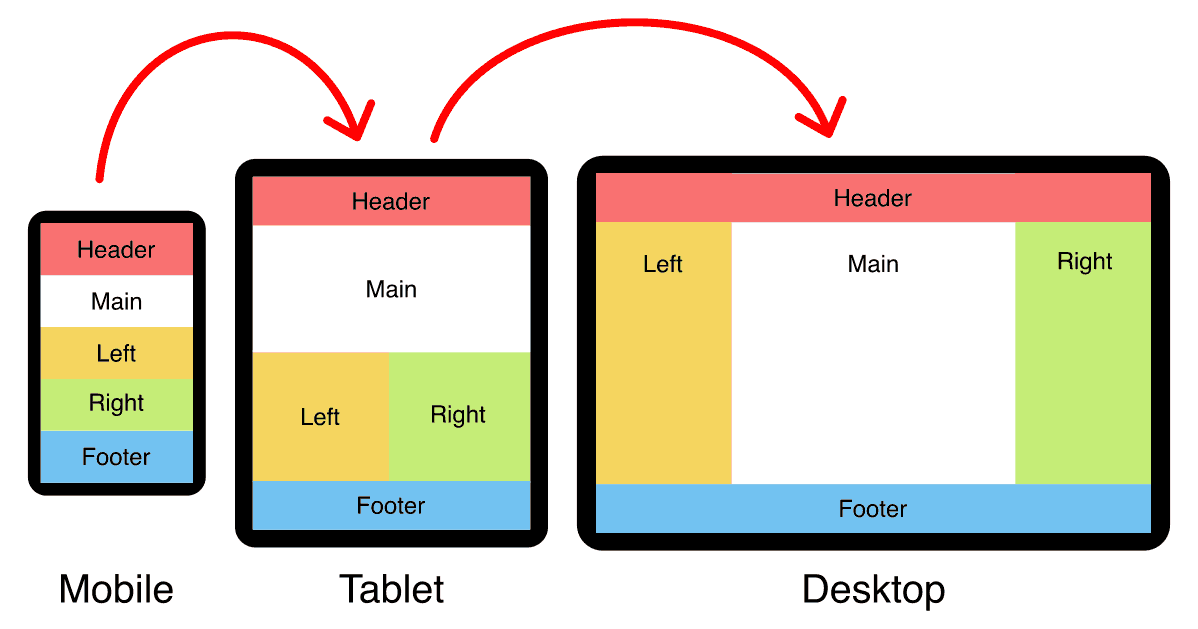 Header
Main
Left
Right
Footer
Mobile
Header
Main
Left
Right
Footer
Tablet
Header
Left
Main
Right
Footer
Desktop